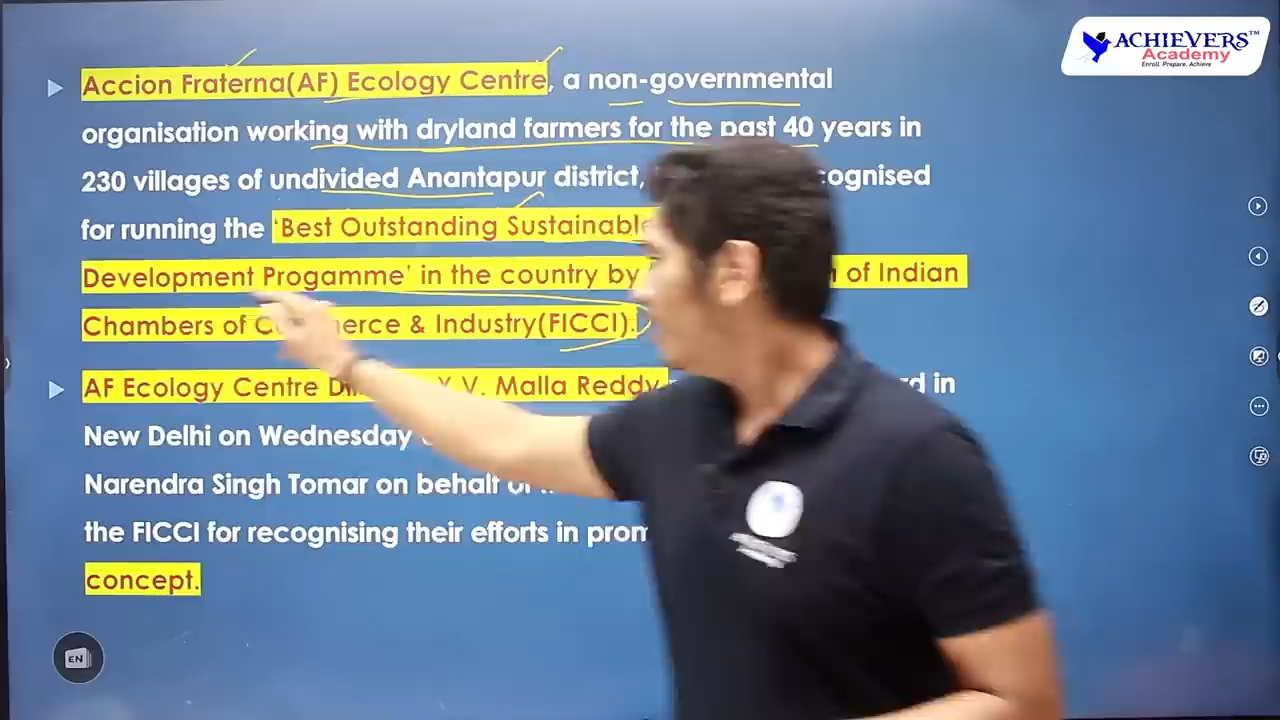 ACHIEVERS™
Academy
Enroll. Prepare. Achieve
Accion Fraterna(AF) Ecology Centre, a non-governmental
organisation working with dryland farmers for the past 40 years in
230 villages of undivided Anantapur district, ognised
for running the 'Best Outstanding Sustainable
Development Progamme' in the country by n of Indian
Chambers of C erce & Industry(FICCI).
AF Ecology Centre Di Y.V. Malla Reddy rd in
New Delhi on Wednesday
Narendra Singh Tomar on behalf of
the FICCI for recognising their efforts in prom
concept.
EN